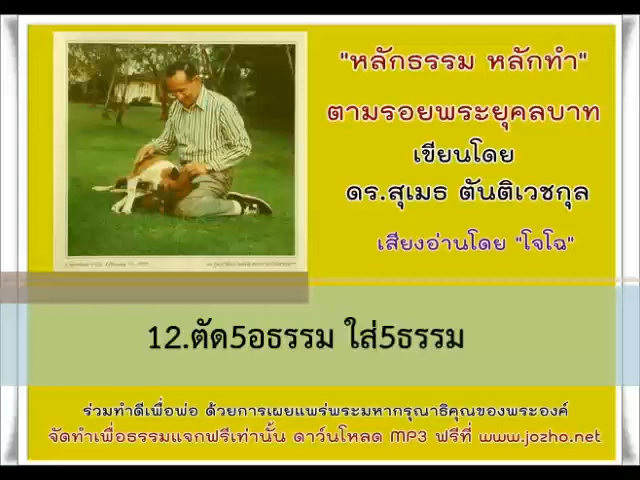 "หลักธรรม หลักทำ"
ตามรอยพระยุคลบาท
เขียนโดย
ดร.สุเมธ ตันติเวชกุล
เสียงอ่านโดย "โจโฉ"
12.ตัด5อธรรม ใส่5ธรรม
ร่วมทำดีเพื่อพ่อ ด้วยการเผยแพร่พระมหากรุณาธิคุณของพระองค์
จัดทำเพื่อธรรมแจกฟรีเท่านั้น ดาว์นโหลด MP3 ฟรีที่ www.jozho.net